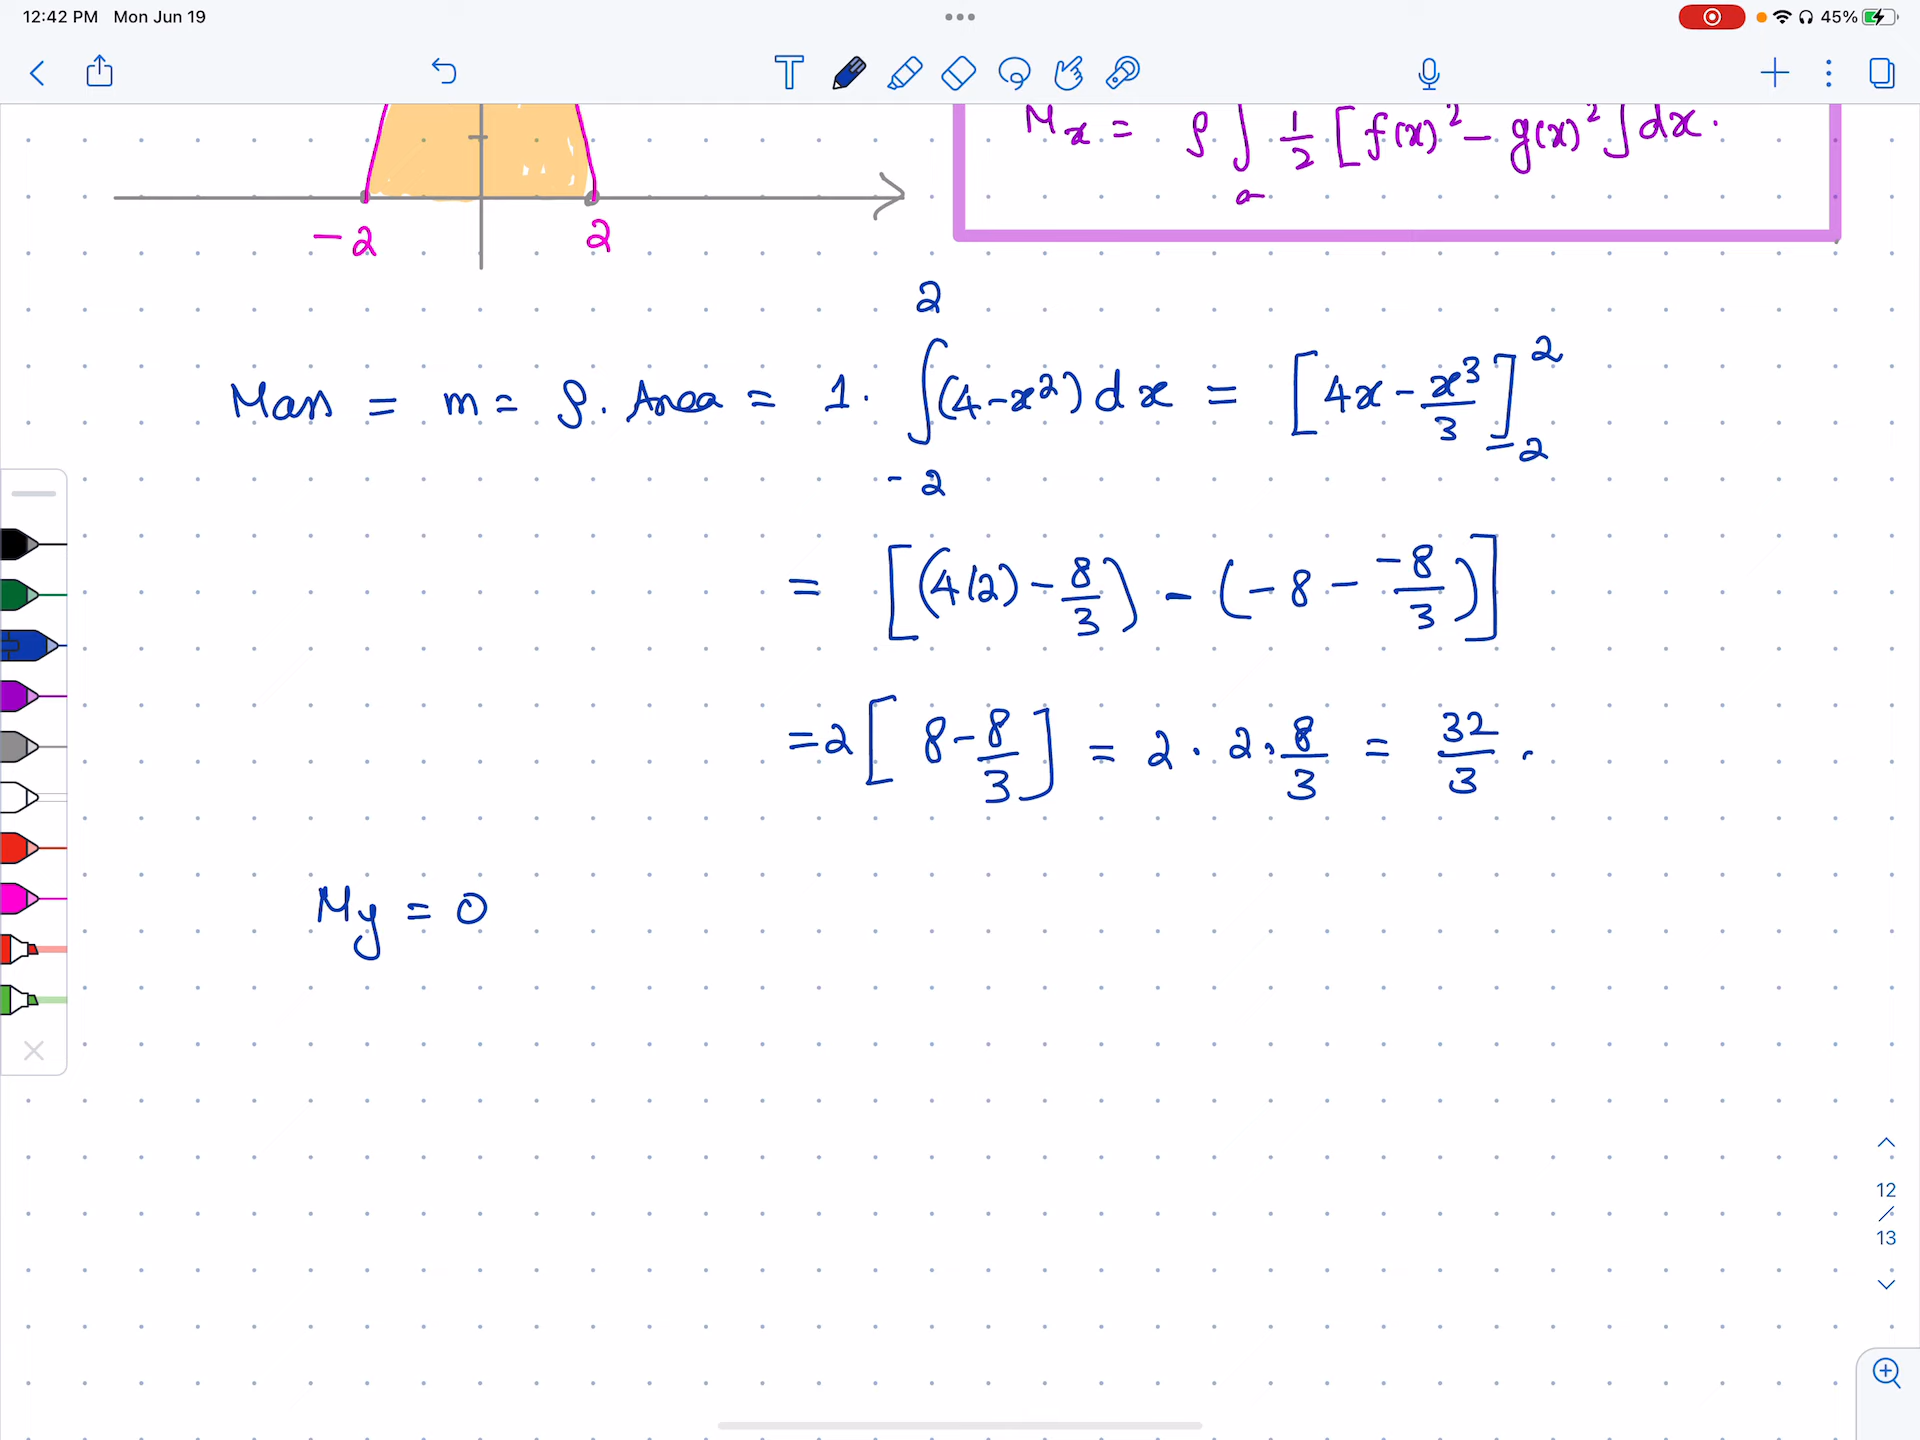 12:42 PM Mon Jun 19
45%
T
Mx = ρ∫ 1/2 [f(x)² - g(x)²] dx.
a
-2 2
Mass = m = ρ. Area = 1. ∫_{-2}^{2} (4-x²) dx = [4x - x³/3]_{-2}^{2}
= [(4(2) - 8/3) - (-8 - -8/3)]
= 2[8 - 8/3] = 2 . 2 . 8/3 = 32/3 .
My = 0
12
/
13